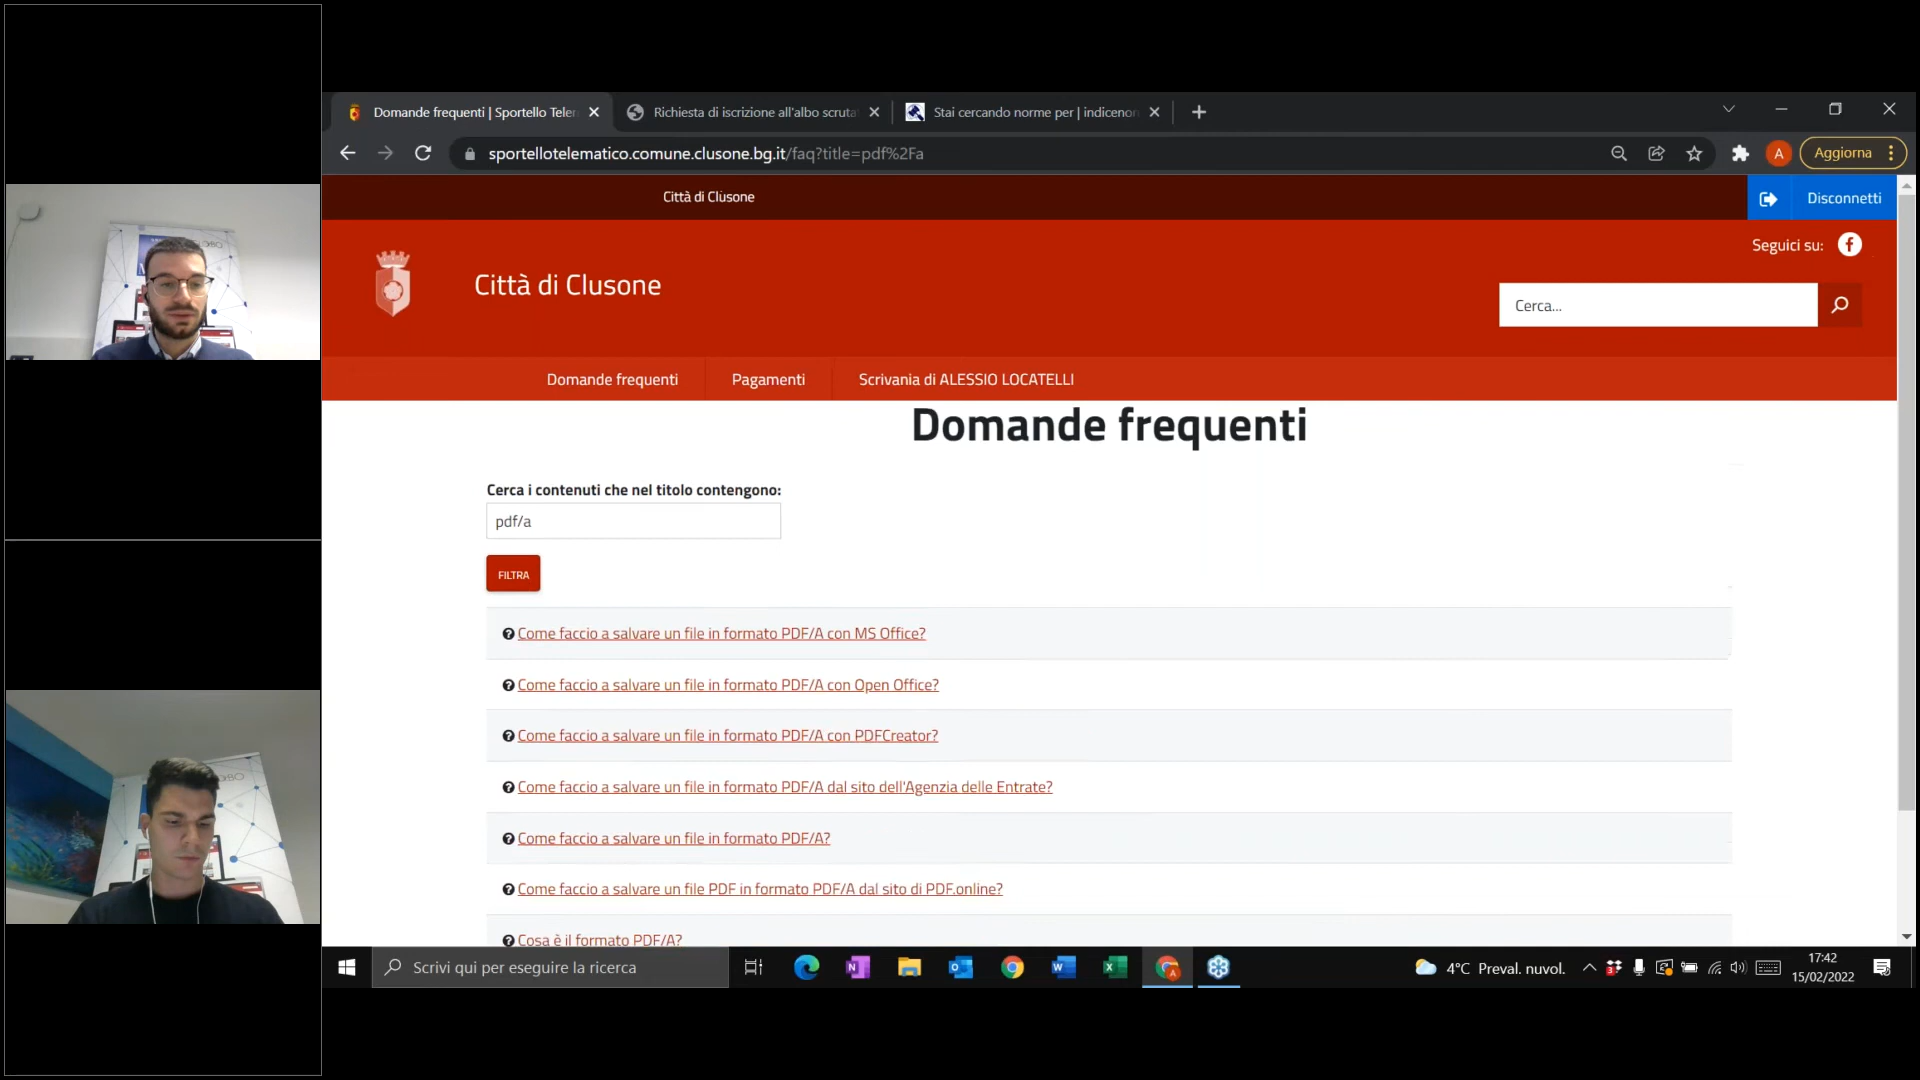 Domande frequenti | Sportello Telem
Richiesta di iscrizione all'albo scruta
Stai cercando norme per | indicenor
sportellotelematico.comune.clusone.bg.it/faq?title=pdf%2Fa
A
Aggiorna
Città di Clusone
Disconnetti
Seguici su:
Città di Clusone
Cerca...
Domande frequenti
Pagamenti
Scrivania di ALESSIO LOCATELLI
Domande frequenti
Cerca i contenuti che nel titolo contengono:
pdf/a
FILTRA
Come faccio a salvare un file in formato PDF/A con MS Office?
Come faccio a salvare un file in formato PDF/A con Open Office?
Come faccio a salvare un file in formato PDF/A con PDFCreator?
Come faccio a salvare un file in formato PDF/A dal sito dell'Agenzia delle Entrate?
Come faccio a salvare un file in formato PDF/A?
Come faccio a salvare un file PDF in formato PDF/A dal sito di PDF.online?
Cosa è il formato PDF/A?
Scrivi qui per eseguire la ricerca
4°C Preval. nuvol.
17:42
15/02/2022